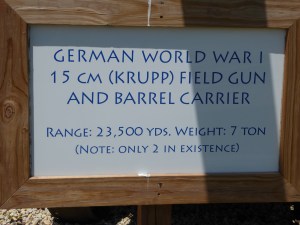 GERMAN WORLD WAR I
15 CM (KRUPP) FIELD GUN
AND BARREL CARRIER
RANGE: 23,500 YDS. WEIGHT: 7 TON
(NOTE: ONLY 2 IN EXISTENCE)